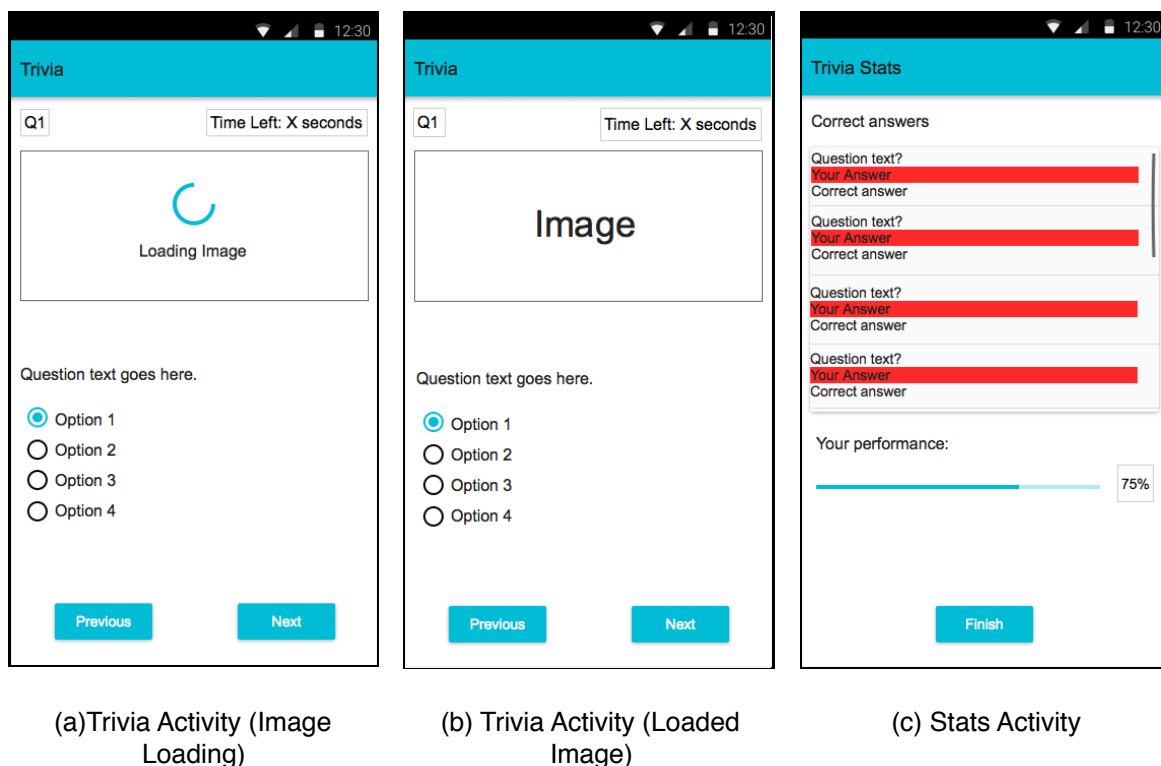 12:30
Trivia
Q1
Time Left: X seconds
Loading Image
Question text goes here.
Option 1
Option 2
Option 3
Option 4
Previous
Next
(a)Trivia Activity (Image
Loading)
12:30
Trivia
Q1
Time Left: X seconds
Image
Question text goes here.
Option 1
Option 2
Option 3
Option 4
Previous
Next
(b) Trivia Activity (Loaded
Image)
12:30
Trivia Stats
Correct answers
Question text?
Your Answer
Correct answer
Question text?
Your Answer
Correct answer
Question text?
Your Answer
Correct answer
Question text?
Your Answer
Correct answer
Your performance:
75%
Finish
(c) Stats Activity